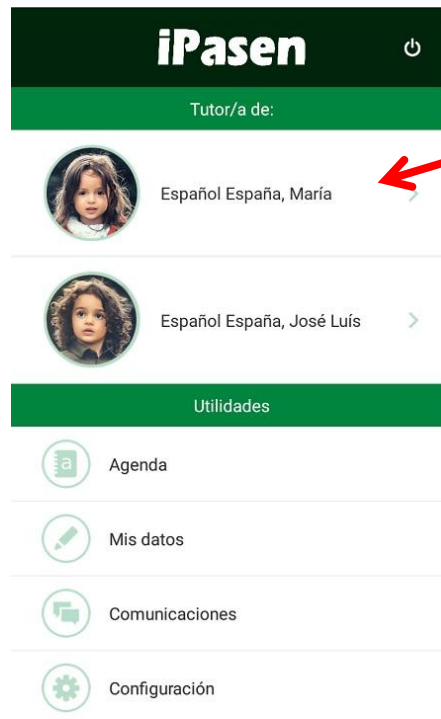 iPasen
Tutor/a de:
Español España, María
Español España, José Luís
Utilidades
a
Agenda
Mis datos
Comunicaciones
Configuración